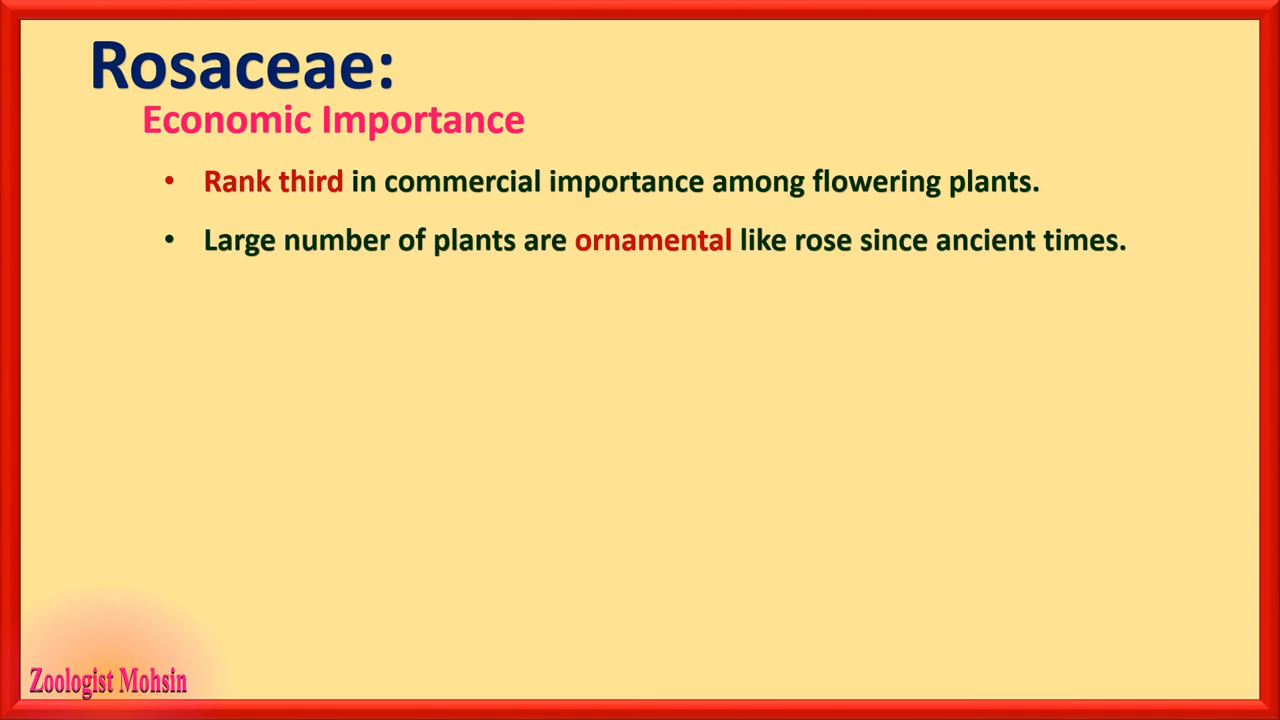 Rosaceae:
Economic Importance
• Rank third in commercial importance among flowering plants.
• Large number of plants are ornamental like rose since ancient times.
Zoologist Mohsin